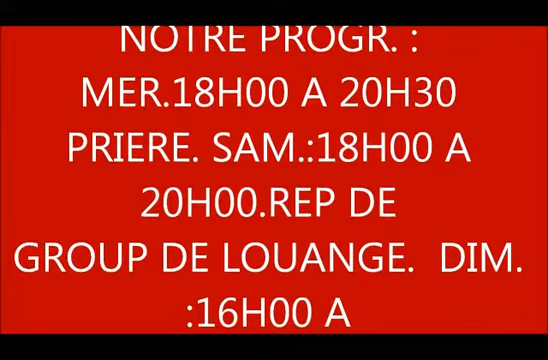 NOTRE PROGR. :
MER.18H00 A 20H30
PRIERE. SAM.:18H00 A
20H00.REP DE
GROUP DE LOUANGE. DIM.
:16H00 A